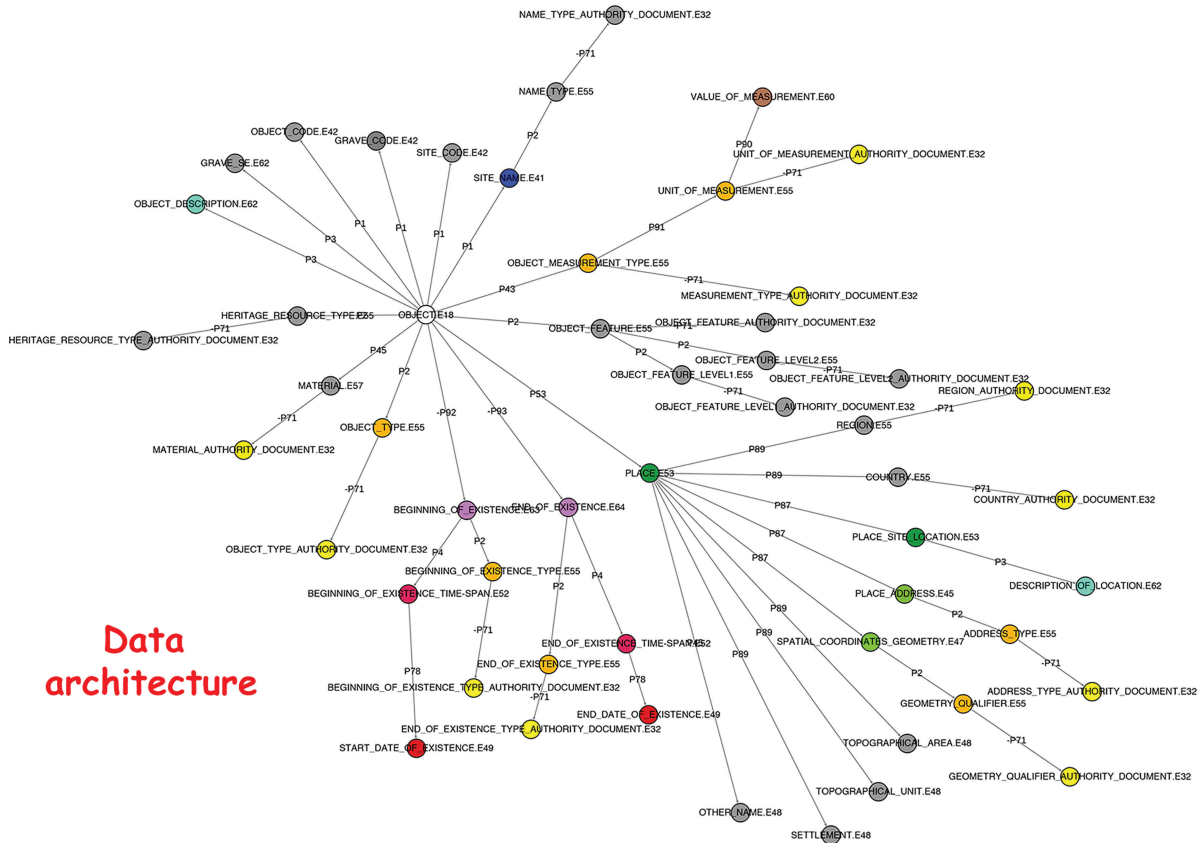 NAME_TYPE_AUTHORITY_DOCUMENT.E32
-P71
NAME_TYPE.E55
VALUE_OF_MEASUREMENT.E60
OBJECT_CODE.E42
GRAVE_CODE.E42
P2
SITE_CODE.E42
P90
UNIT_OF_MEASUREMENT_AUTHORITY_DOCUMENT.E32
GRAVE_SE.E62
-P71
SITE_NAME.E41
UNIT_OF_MEASUREMENT.E55
OBJECT_DESCRIPTION.E62
P1
P1
P1
P91
P3
P1
P3
OBJECT_MEASUREMENT_TYPE.E55
-P71
P43
MEASUREMENT_TYPE_AUTHORITY_DOCUMENT.E32
HERITAGE_RESOURCE_TYPE.E55
OBJECT.E18
P2
OBJECT_FEATURE_AUTHORITY_DOCUMENT.E32
-P71
OBJECT_FEATURE.E55
-P71
HERITAGE_RESOURCE_TYPE_AUTHORITY_DOCUMENT.E32
P2
P45
P2
OBJECT_FEATURE_LEVEL2.E55
P2
-P71
OBJECT_FEATURE_LEVEL1.E55
OBJECT_FEATURE_LEVEL2_AUTHORITY_DOCUMENT.E32
MATERIAL.E57
REGION_AUTHORITY_DOCUMENT.E32
-P71
P53
OBJECT_FEATURE_LEVEL1_AUTHORITY_DOCUMENT.E32
-P71
-P92
-P93
-P71
REGION.E55
OBJECT_TYPE.E55
MATERIAL_AUTHORITY_DOCUMENT.E32
P89
PLACE.E53
P89
COUNTRY.E55
-P71
-P71
COUNTRY_AUTHORITY_DOCUMENT.E32
P87
BEGINNING_OF_EXISTENCE.E63
END_OF_EXISTENCE.E64
P87
PLACE_SITE_LOCATION.E53
P2
OBJECT_TYPE_AUTHORITY_DOCUMENT.E32
P4
P87
P3
BEGINNING_OF_EXISTENCE_TYPE.E55
P4
P2
DESCRIPTION_OF_LOCATION.E62
BEGINNING_OF_EXISTENCE_TIME-SPAN.E52
PLACE_ADDRESS.E45
P89
P2
-P71
P89
ADDRESS_TYPE.E55
Data
END_OF_EXISTENCE_TIME-SPAN.E52
SPATIAL_COORDINATES_GEOMETRY.E47
P89
END_OF_EXISTENCE_TYPE.E55
-P71
P78
P2
P78
architecture
BEGINNING_OF_EXISTENCE_TYPE_AUTHORITY_DOCUMENT.E32
ADDRESS_TYPE_AUTHORITY_DOCUMENT.E32
-P71
GEOMETRY_QUALIFIER.E55
END_DATE_OF_EXISTENCE.E49
END_OF_EXISTENCE_TYPE_AUTHORITY_DOCUMENT.E32
-P71
TOPOGRAPHICAL_AREA.E48
START_DATE_OF_EXISTENCE.E49
GEOMETRY_QUALIFIER_AUTHORITY_DOCUMENT.E32
TOPOGRAPHICAL_UNIT.E48
OTHER_NAME.E48
SETTLEMENT.E48